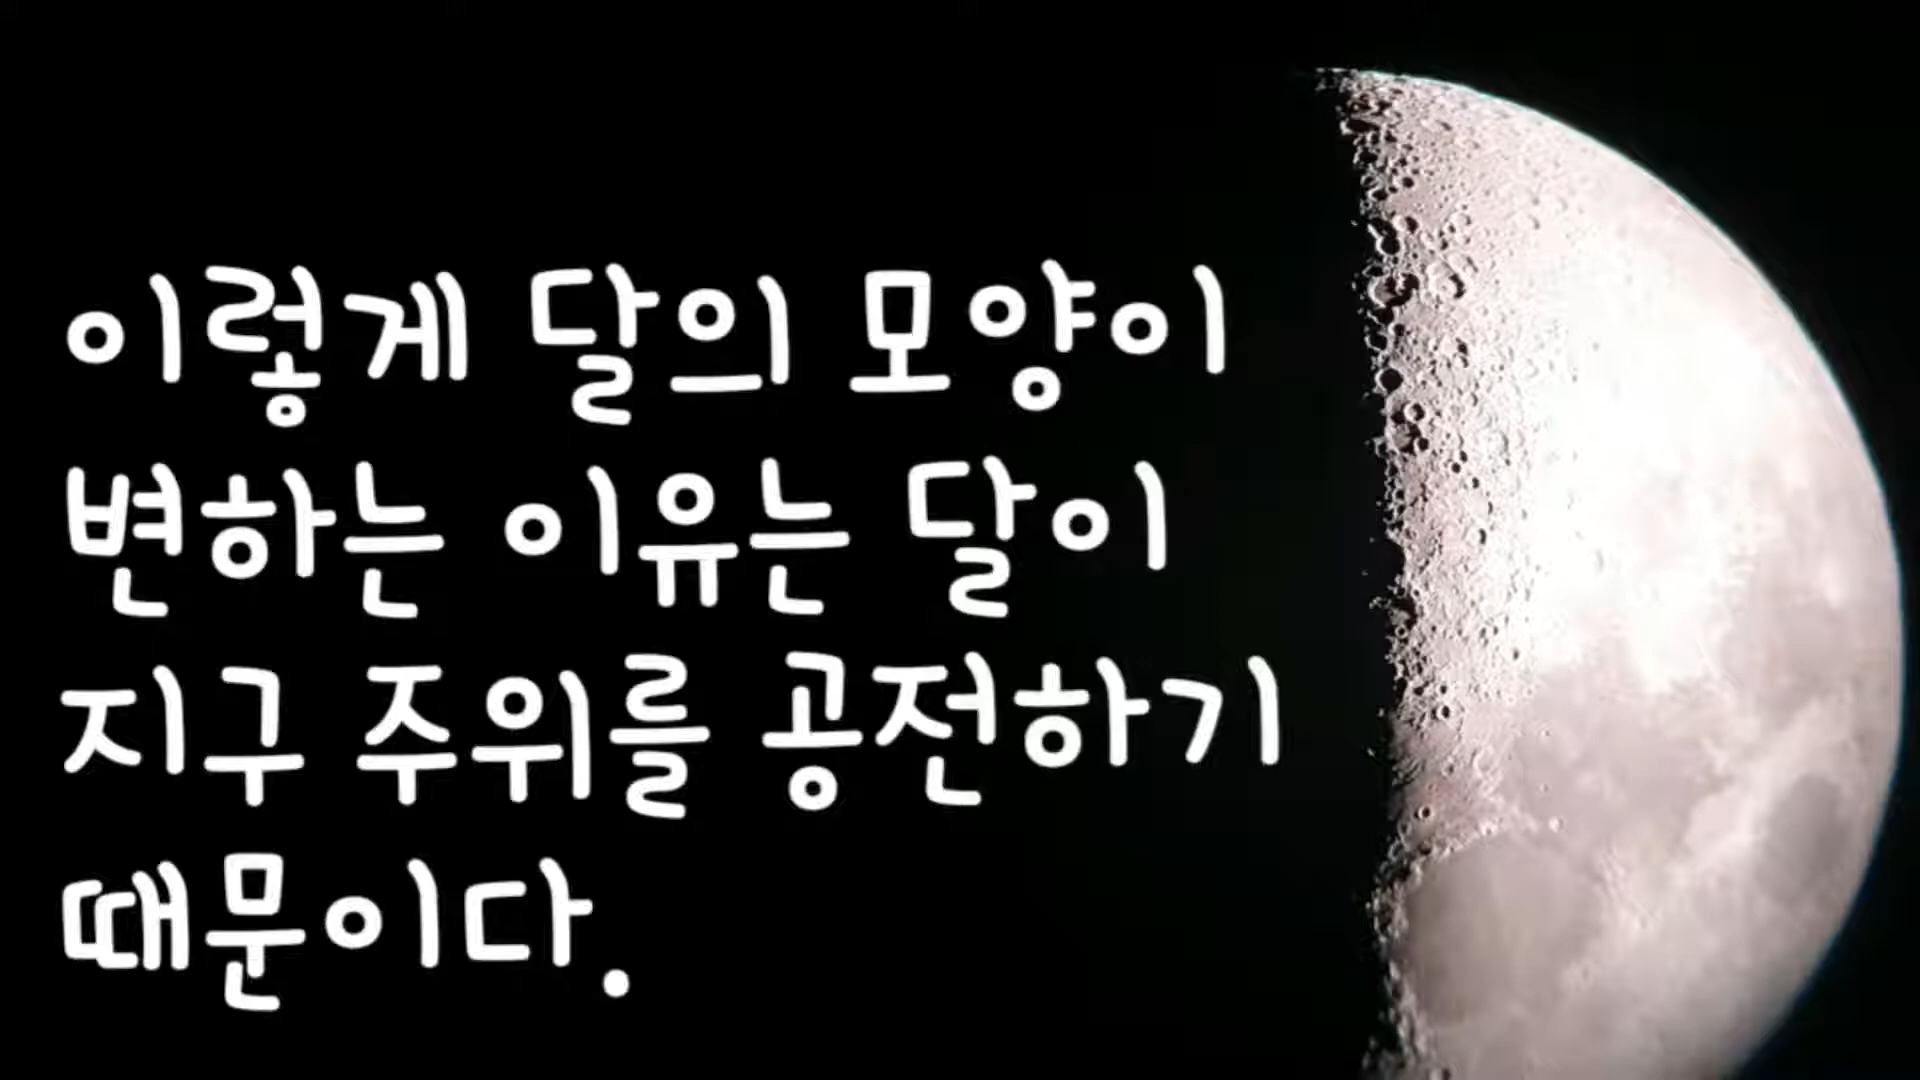 이렇게 달의 모양이
변하는 이유는 달이
지구 주위를 공전하기
때문이다.